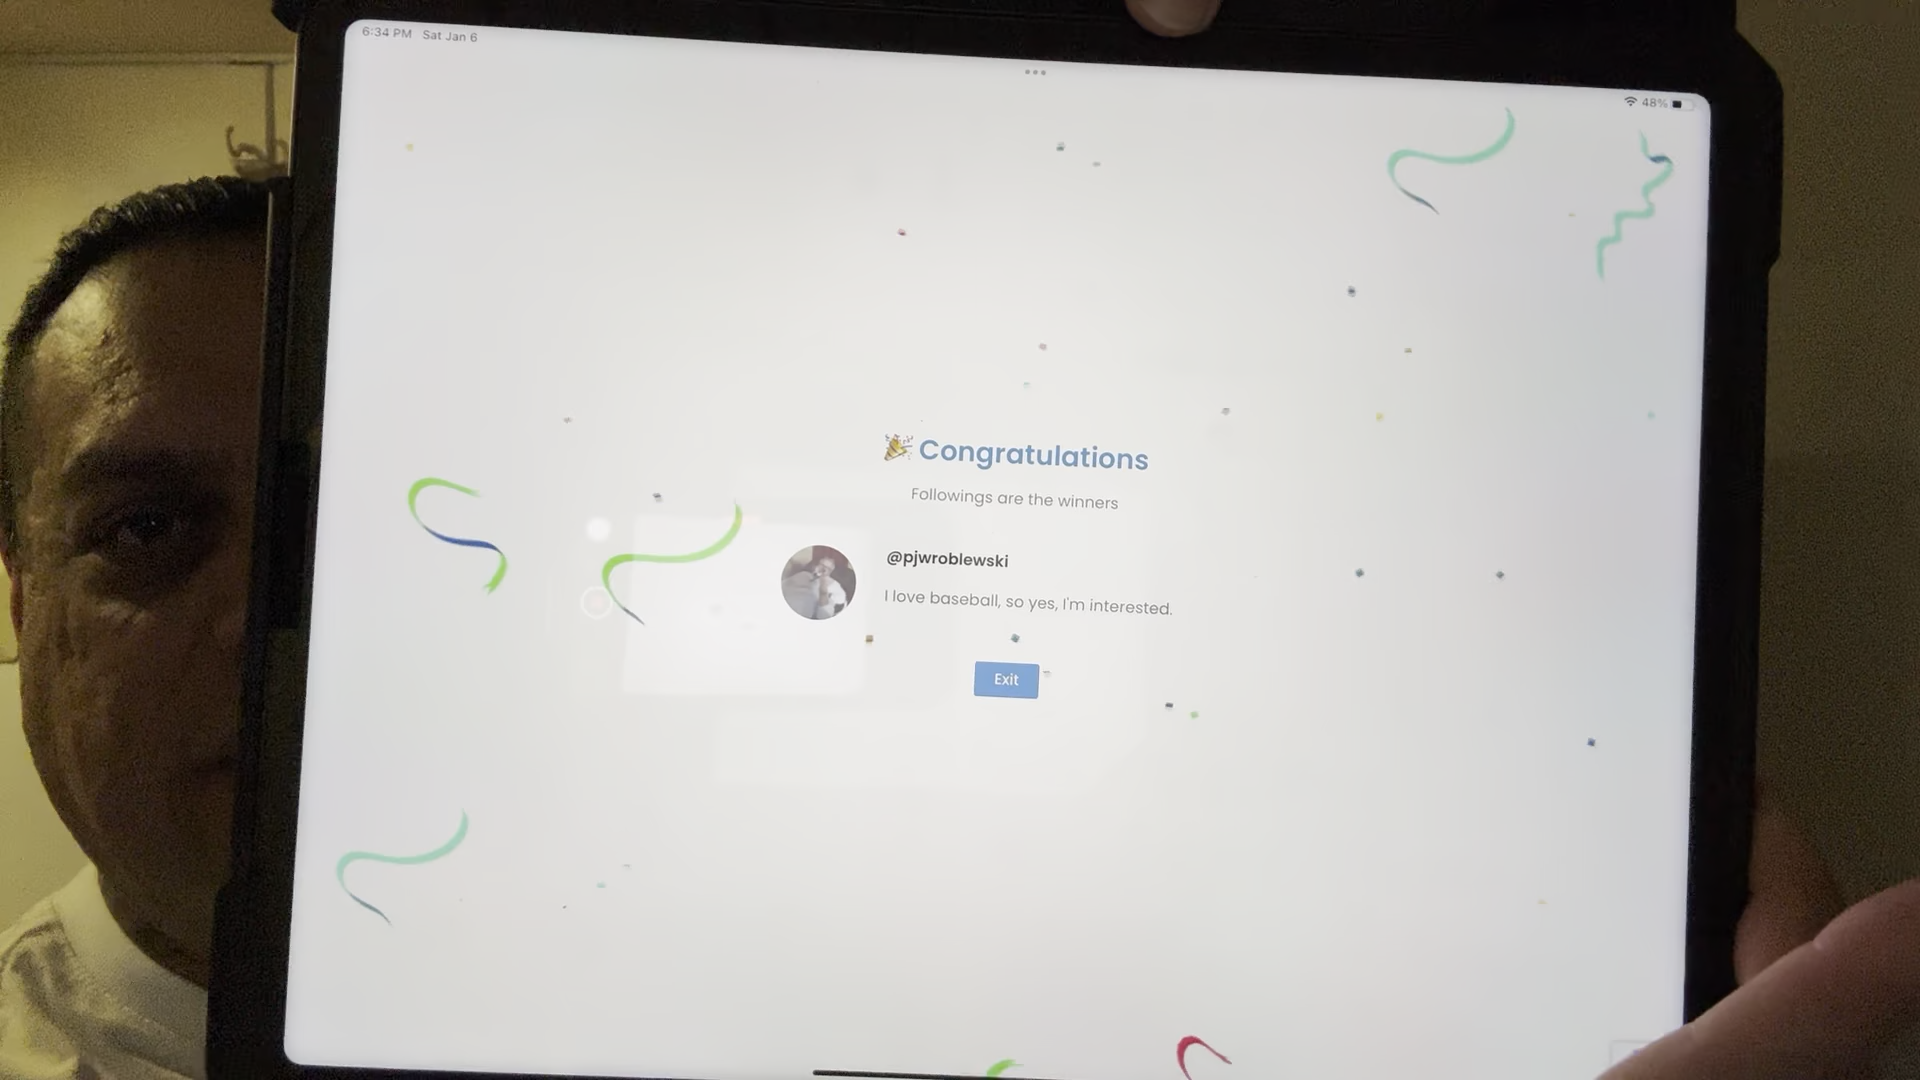 6:34 PM Sat Jan 6
48%
Congratulations
Followings are the winners
@pjwroblewski
I love baseball, so yes, I'm interested.
Exit